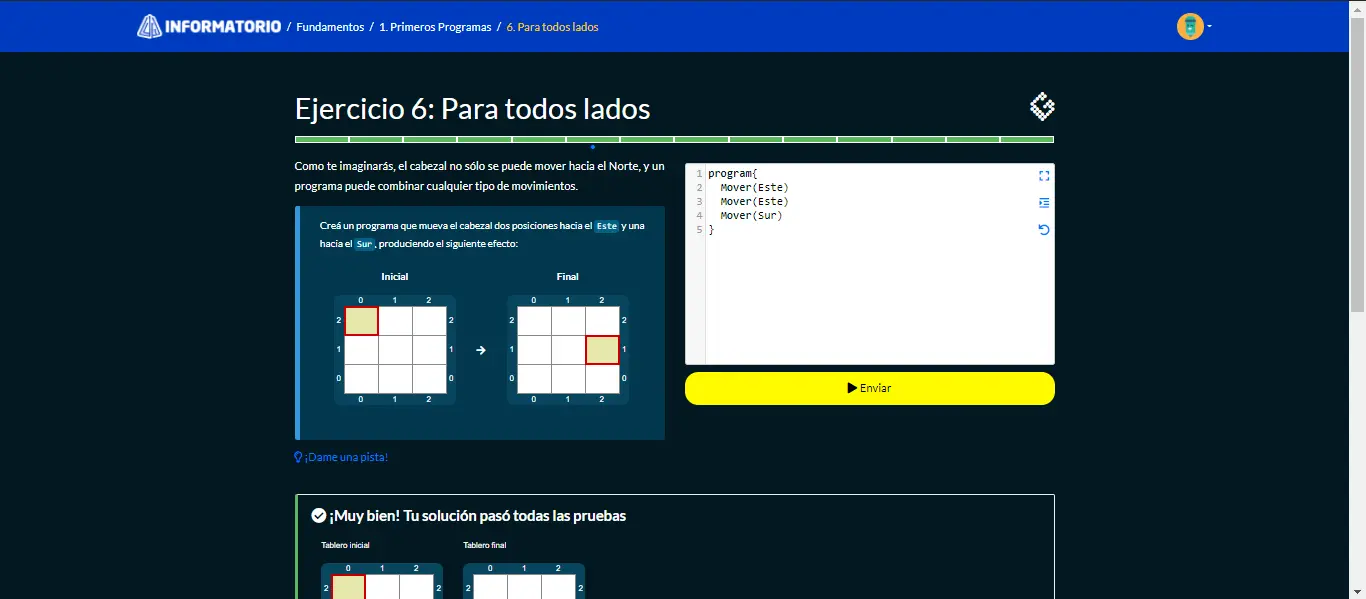 INFORMATORIO / Fundamentos / 1. Primeros Programas / 6. Para todos lados
Ejercicio 6: Para todos lados
Como te imaginarás, el cabezal no sólo se puede mover hacia el Norte, y un
programa puede combinar cualquier tipo de movimientos.
Creá un programa que mueva el cabezal dos posiciones hacia el Este y una
hacia el Sur, produciendo el siguiente efecto:
Inicial
0 1 2
2 2
1 1
0 0
0 1 2
Final
0 1 2
2 2
1 1
0 0
0 1 2
¡Dame una pista!
1 program{
2 Mover(Este)
3 Mover(Este)
4 Mover(Sur)
5 }
Enviar
¡Muy bien! Tu solución pasó todas las pruebas
Tablero inicial
0 1 2
2 2
Tablero final
0 1 2
2 2